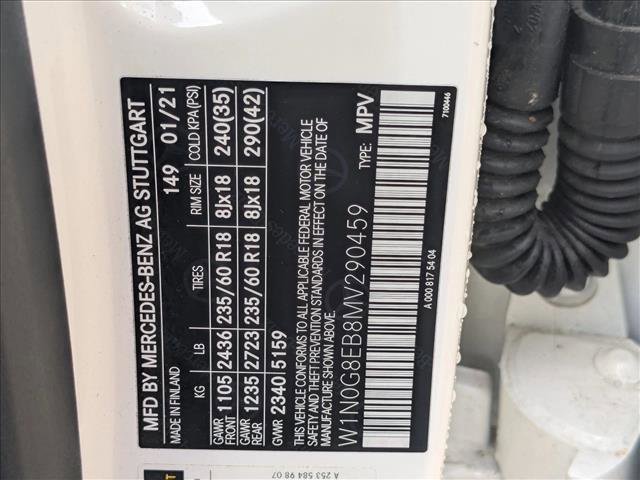 MFD BY MERCEDES-BENZ AG STUTTGART
MADE IN FINLAND 149 01/21
KG LB TIRES RIM SIZE COLD KPA(PSI)
GAWR FRONT 1105 2436 235/60 R18 8Jx18 240(35)
GAWR REAR 1235 2723 235/60 R18 8Jx18 290(42)
GVWR 2340 5159
THIS VEHICLE CONFORMS TO ALL APPLICABLE FEDERAL MOTOR VEHICLE
SAFETY AND THEFT PREVENTION STANDARDS IN EFFECT ON THE DATE OF
MANUFACTURE SHOWN ABOVE.
W1N0G8EB8MV290459 TYPE: MPV
A 000 817 54 04
7100446
A 253 584 98 07